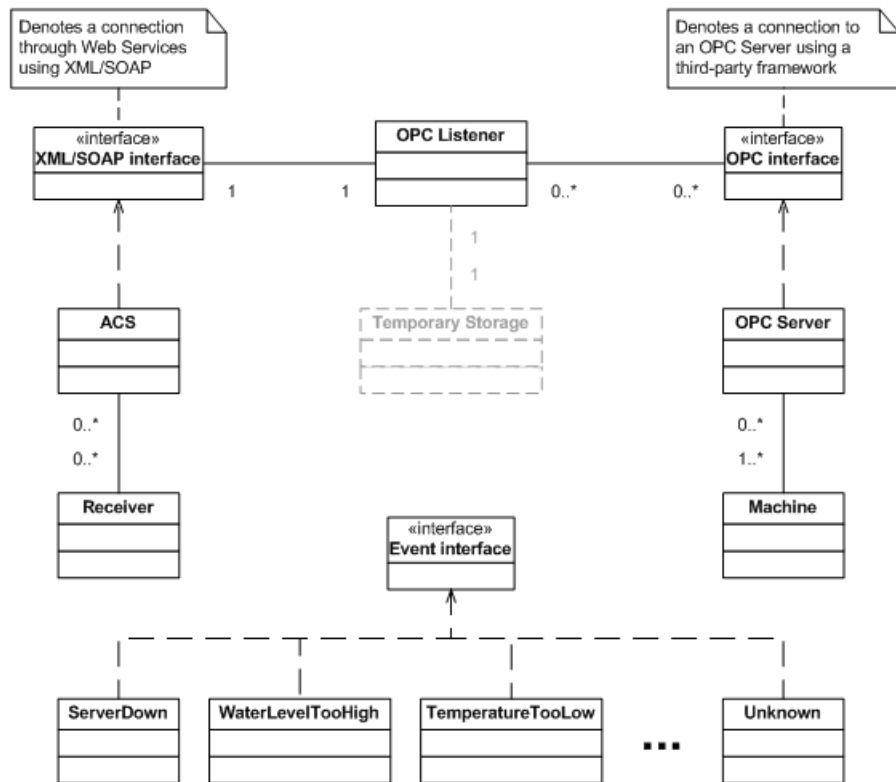 Denotes a connection
through Web Services
using XML/SOAP
Denotes a connection to
an OPC Server using a
third-party framework
«interface»
XML/SOAP interface
OPC Listener
«interface»
OPC interface
1
1
0..*
0..*
1
1
ACS
Temporary Storage
OPC Server
0..*
0..*
0..*
1..*
Receiver
Machine
«interface»
Event interface
ServerDown
WaterLevelTooHigh
TemperatureTooLow
...
Unknown